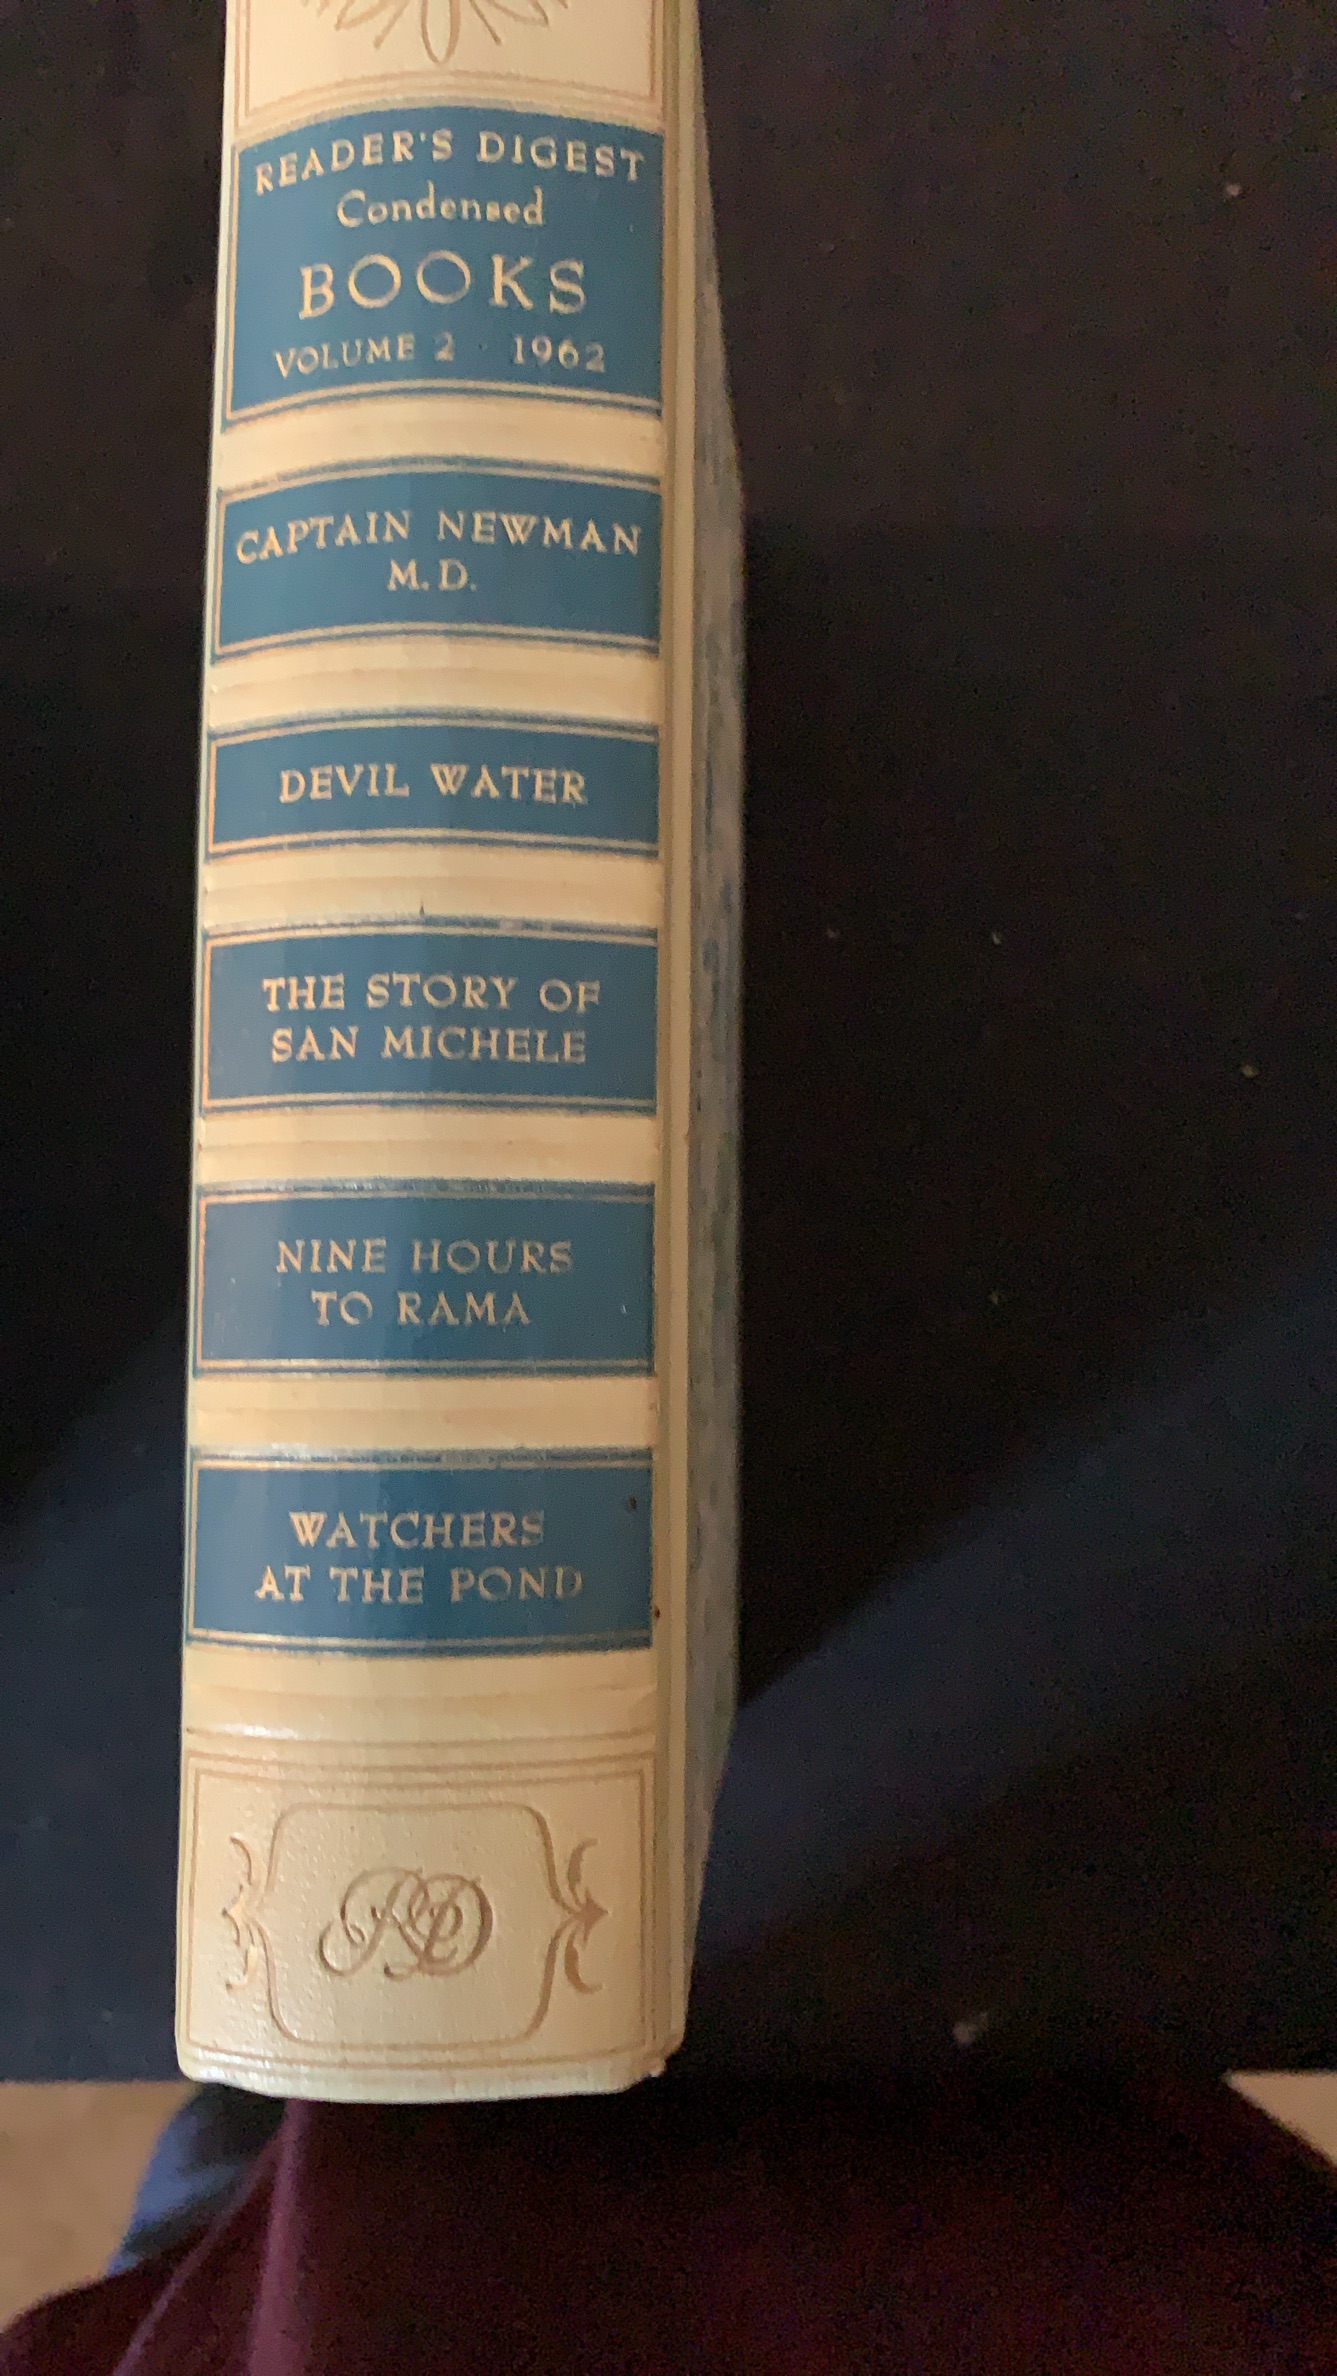 READER'S DIGEST
Condensed
BOOKS
VOLUME 2 · 1962
CAPTAIN NEWMAN
M.D.
DEVIL WATER
THE STORY OF
SAN MICHELE
NINE HOURS
TO RAMA
WATCHERS
AT THE POND
RD